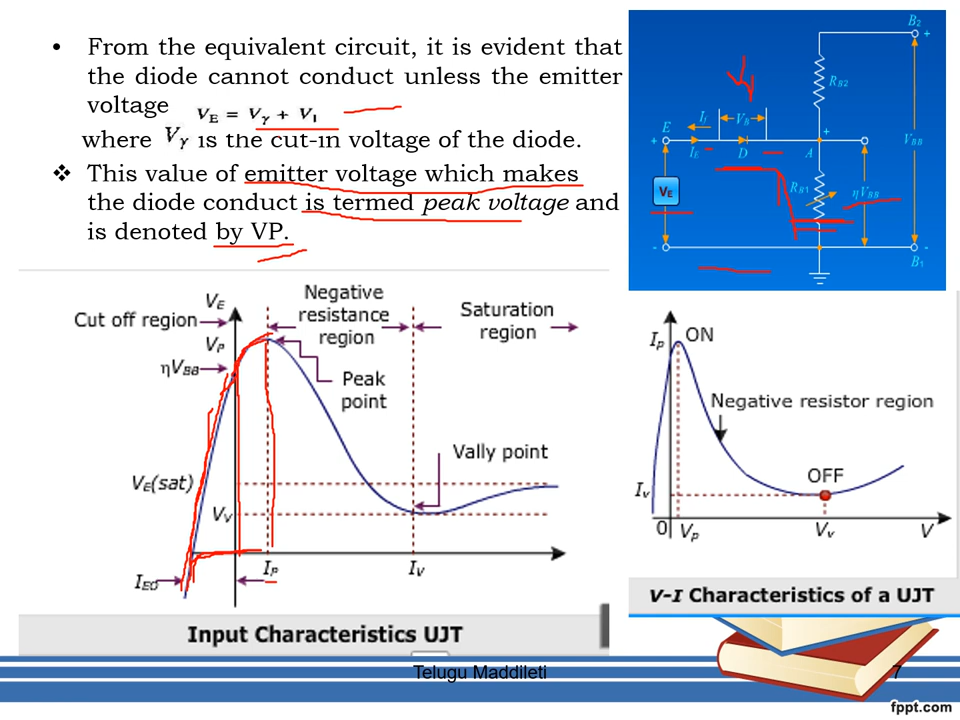 • From the equivalent circuit, it is evident that
the diode cannot conduct unless the emitter
voltage V_E = V_γ + V_1
where V_γ is the cut-in voltage of the diode.
❖ This value of emitter voltage which makes
the diode conduct is termed peak voltage and
is denoted by VP.
B2
+
R_B2
I_f
V_B
E
+
I_E
D
A
+
V_BB
V_E
R_B1
ηV_BB
-
-
B1
V_E
Cut off region
Negative
resistance
region
Saturation
region
V_P
ηV_BB
Peak
point
Vally point
V_E(sat)
V_V
I_EO
I_P
I_V
Input Characteristics UJT
I_p
ON
Negative resistor region
OFF
I_v
0
V_p
V_v
V
V-I Characteristics of a UJT
Telugu Maddileti
7
fppt.com